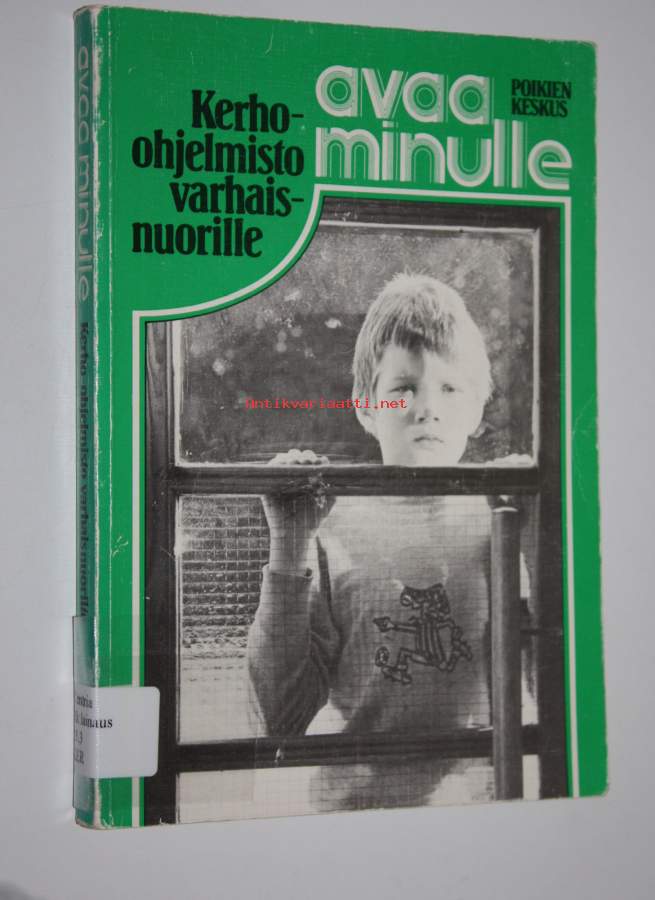 avaa
minulle
POIKIEN
KESKUS
Kerho-
ohjelmisto
varhais-
nuorille
Antikvariaatti.net
avaa minulle Kerho-ohjelmisto varhaisnuorille